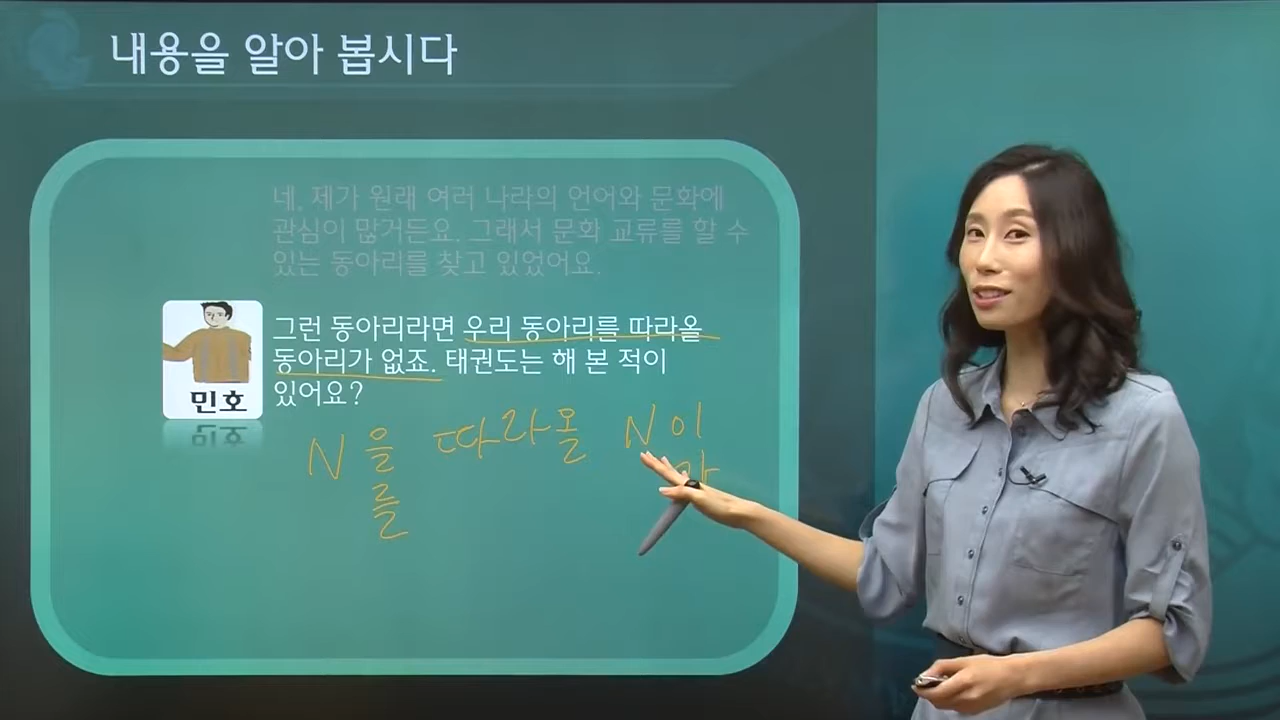 내용을 알아 봅시다
네. 제가 원래 여러 나라의 언어와 문화에
관심이 많거든요. 그래서 문화 교류를 할 수
있는 동아리를 찾고 있었어요.
그런 동아리라면 우리 동아리를 따라올
동아리가 없죠. 태권도는 해 본 적이
있어요?
민호
N 을 따라올 N 이
를 가